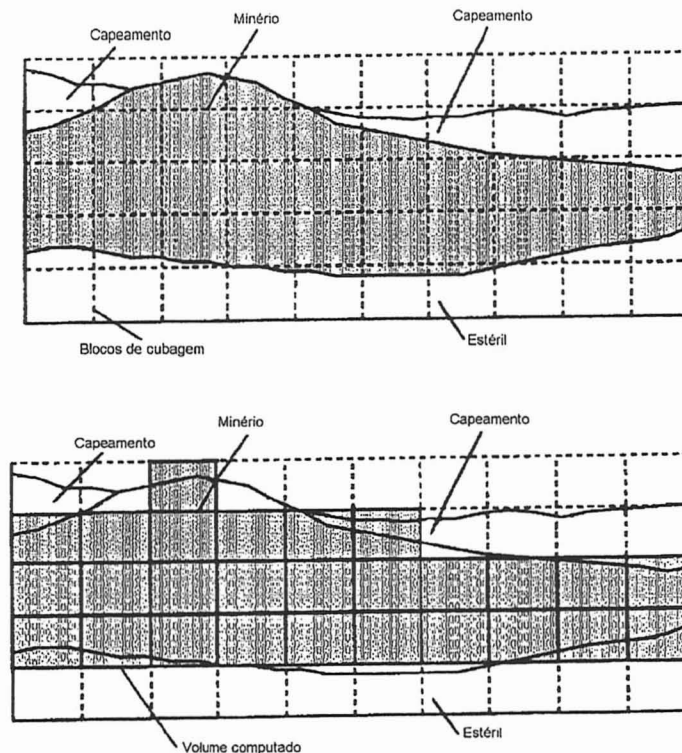 Capeamento
Minério
Capeamento
Blocos de cubagem
Estéril
Capeamento
Minério
Capeamento
Volume computado
Estéril